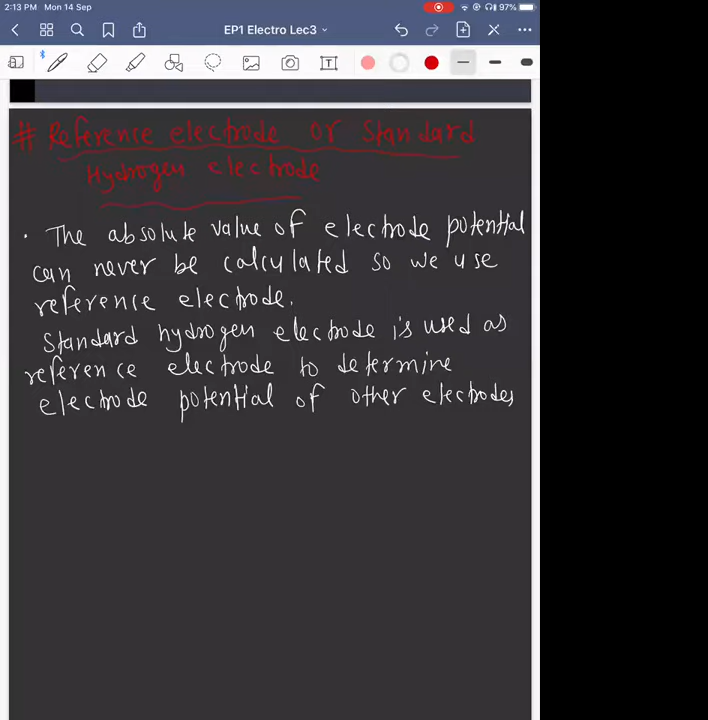 2:13 PM Mon 14 Sep 97%
EP1 Electro Lec3
T
# Reference electrode or Standard
Hydrogen electrode
. The absolute value of electrode potential
can never be calculated so we use
reference electrode.
Standard hydrogen electrode is used as
reference electrode to determine
electrode potential of other electrodes